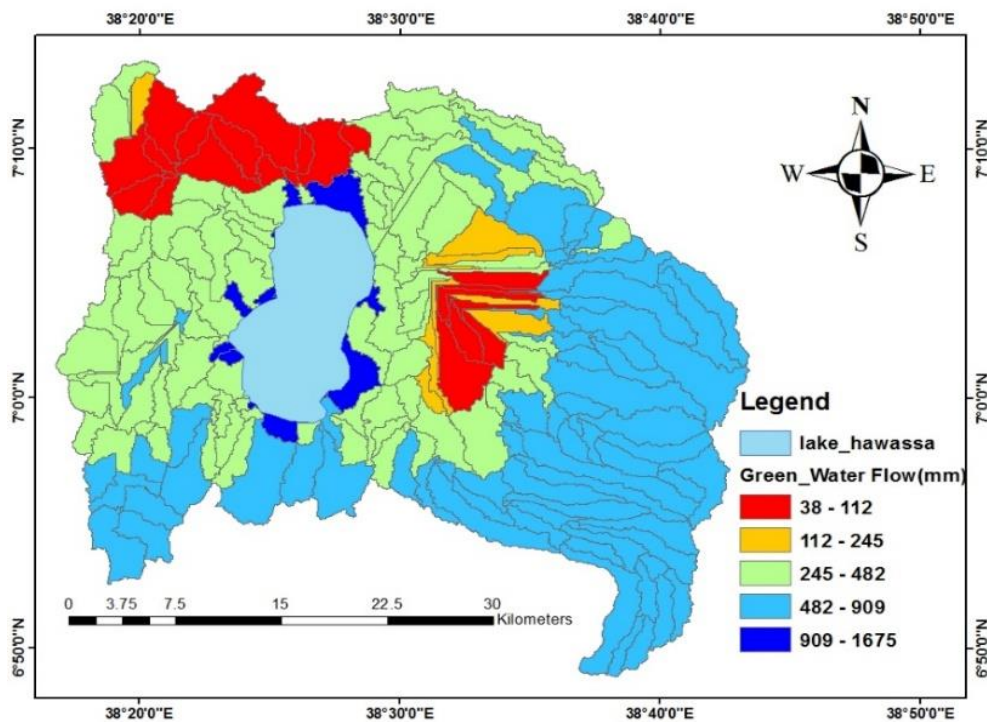 38°20'0"E 38°30'0"E 38°40'0"E 38°50'0"E
7°10'0"N 7°10'0"N
7°0'0"N 7°0'0"N
6°50'0"N 6°50'0"N
N
W E
S
Legend
lake_hawassa
Green_Water Flow(mm)
38 - 112
112 - 245
245 - 482
482 - 909
909 - 1675
0 3.75 7.5 15 22.5 30
Kilometers
38°20'0"E 38°30'0"E 38°40'0"E 38°50'0"E